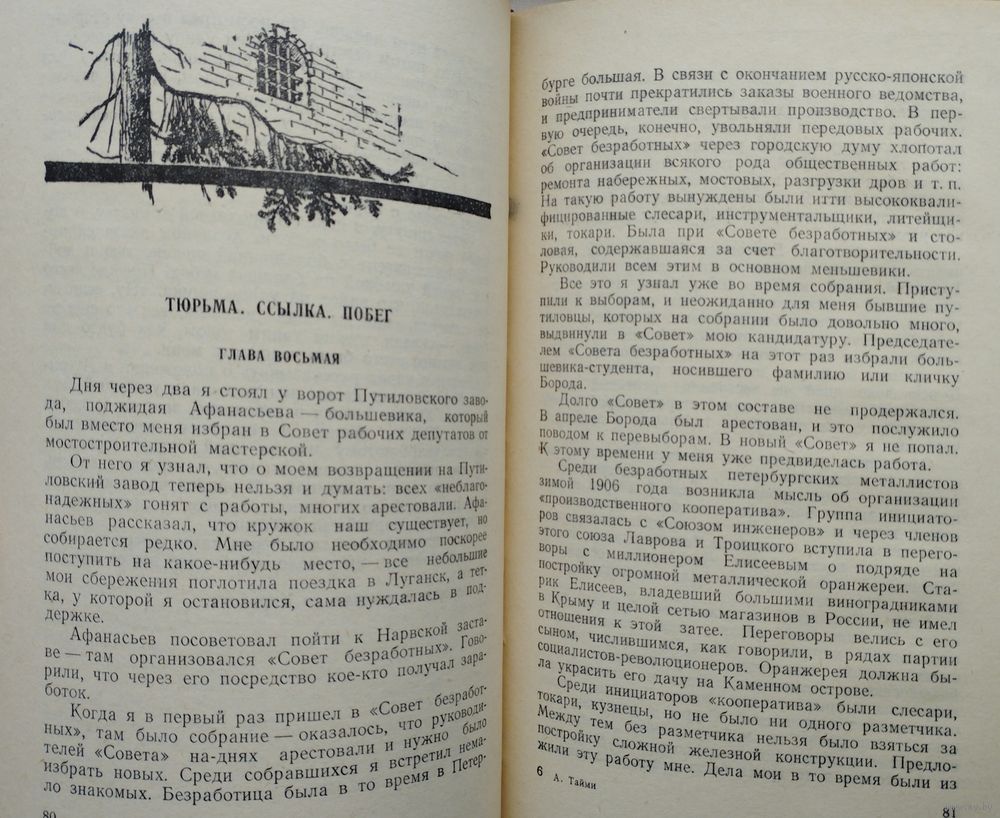 ТЮРЬМА. ССЫЛКА. ПОБЕГ
ГЛАВА ВОСЬМАЯ
Дня через два я стоял у ворот Путиловского заво-
да, поджидая Афанасьева — большевика, который
был вместо меня избран в Совет рабочих депутатов от
мостостроительной мастерской.
От него я узнал, что о моем возвращении на Пути-
ловский завод теперь нельзя и думать: всех «неблаго-
надежных» гонят с работы, многих арестовали. Афа-
насьев рассказал, что кружок наш существует, но
собирается редко. Мне было необходимо поскорее
поступить на какое-нибудь место, — все небольшие
мои сбережения поглотила поездка в Луганск, а тет-
ка, у которой я остановился, сама нуждалась в под-
держке.
Афанасьев посоветовал пойти к Нарвской заста-
ве — там организовался «Совет безработных». Гово-
рили, что через его посредство кое-кто получал зара-
боток.
Когда я в первый раз пришел в «Совет безработ-
ных», там было собрание — оказалось, что руководи-
телей «Совета» на-днях арестовали и нужно было
избрать новых. Среди собравшихся я встретил нема-
ло знакомых. Безработица была в то время в Петер-
80
бурге большая. В связи с окончанием русско-японской
войны почти прекратились заказы военного ведомства,
и предприниматели свертывали производство. В пер-
вую очередь, конечно, увольняли передовых рабочих.
«Совет безработных» через городскую думу хлопотал
об организации всякого рода общественных работ:
ремонта набережных, мостовых, разгрузки дров и т. п.
На такую работу вынуждены были итти высококвали-
фицированные слесари, инструментальщики, литейщи-
ки, токари. Была при «Совете безработных» и сто-
ловая, содержавшаяся за счет благотворительности.
Руководили всем этим в основном меньшевики.
Все это я узнал уже во время собрания. Присту-
пили к выборам, и неожиданно для меня бывшие пу-
тиловцы, которых на собрании было довольно много,
выдвинули в «Совет» мою кандидатуру. Председате-
лем «Совета безработных» на этот раз избрали боль-
шевика-студента, носившего фамилию или кличку
Борода.
Долго «Совет» в этом составе не продержался.
В апреле Борода был арестован, и это послужило
поводом к перевыборам. В новый «Совет» я не попал.
К этому времени у меня уже предвиделась работа.
Среди безработных петербургских металлистов
зимой 1906 года возникла мысль об организации
«производственного кооператива». Группа инициато-
ров связалась с «Союзом инженеров» и через членов
этого союза Лаврова и Троицкого вступила в перего-
воры с миллионером Елисеевым о подряде на
постройку огромной металлической оранжереи. Ста-
рик Елисеев, владевший большими виноградниками
в Крыму и целой сетью магазинов в России, не имел
отношения к этой затее. Переговоры велись с его
сыном, числившимся, как говорили, в рядах партии
социалистов-революционеров. Оранжерея должна бы-
ла украсить его дачу на Каменном острове.
Среди инициаторов «кооператива» были слесари,
токари, кузнецы, но не было ни одного разметчика.
Между тем без разметчика нельзя было взяться за
постройку сложной железной конструкции. Предло-
жили эту работу мне. Дела мои в то время были из
6 А. Тайми
81